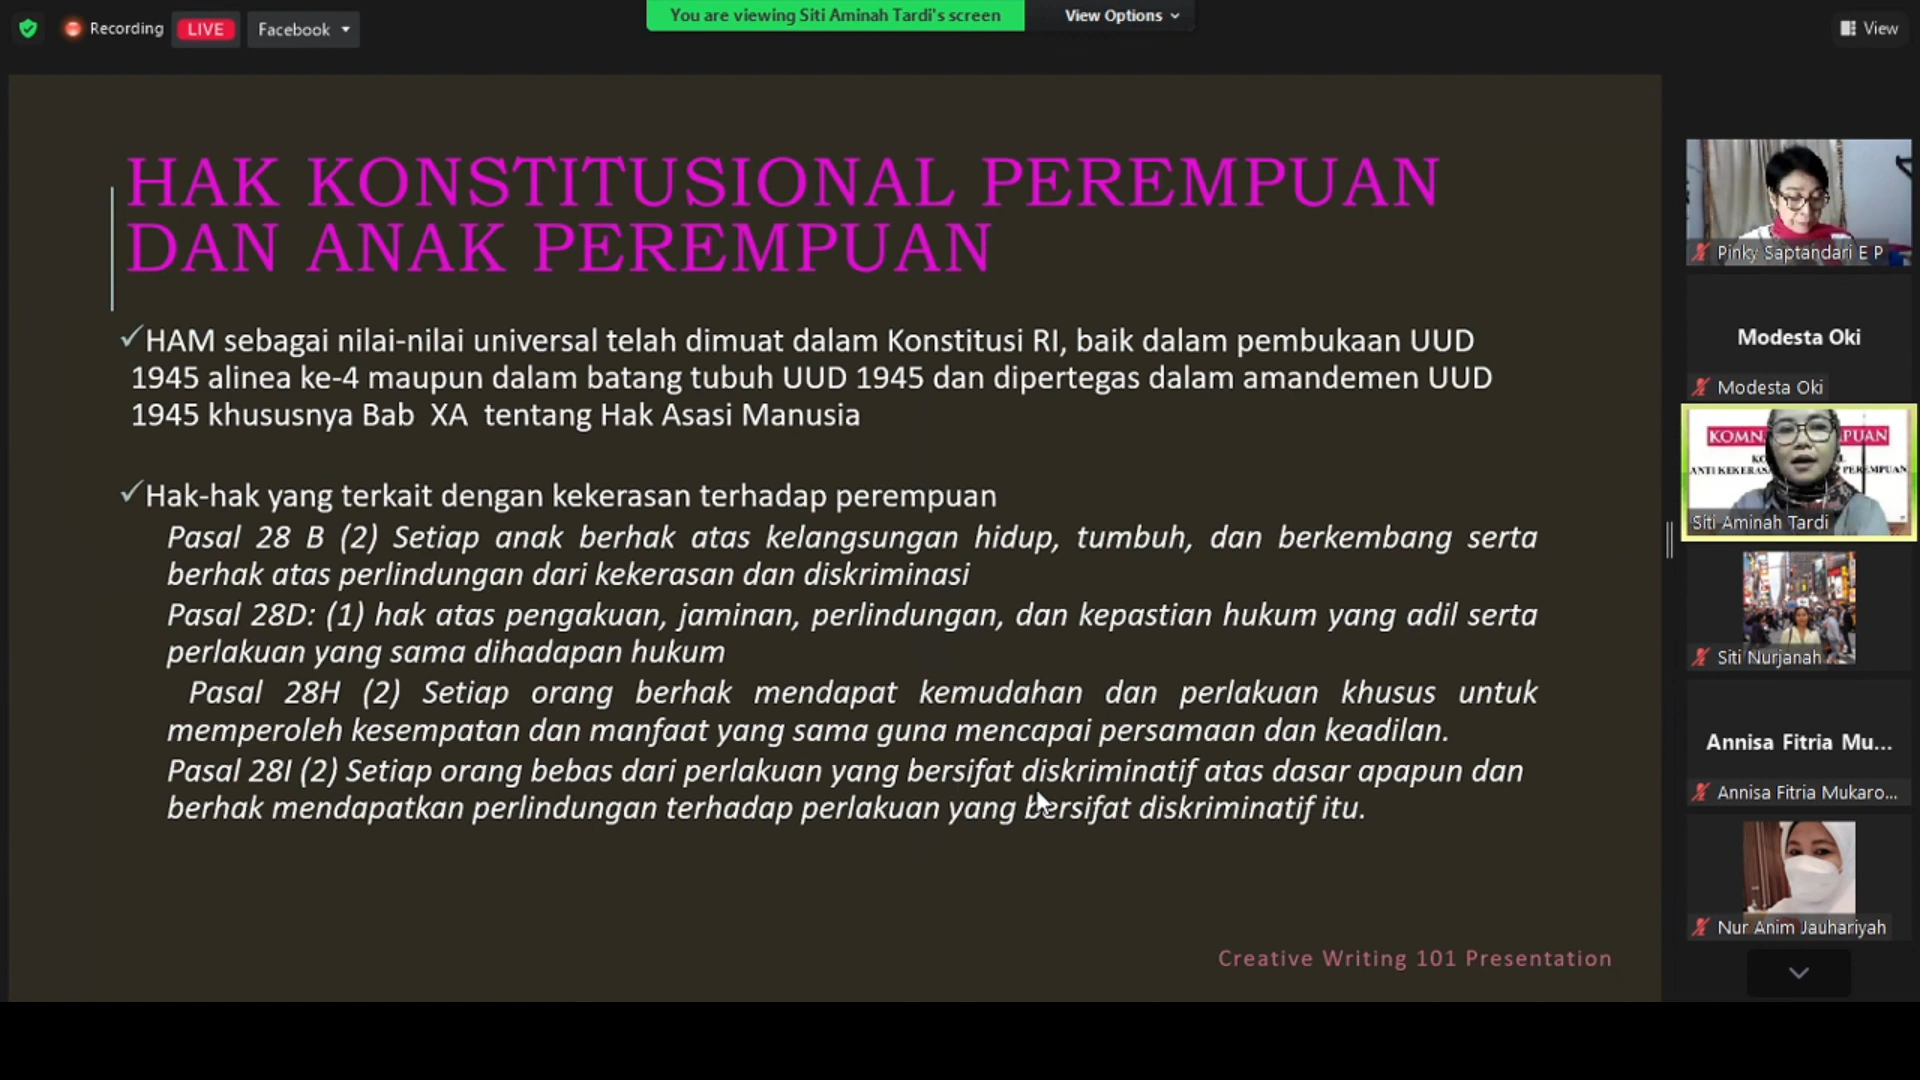 Recording
LIVE
Facebook
You are viewing Siti Aminah Tardi's screen
View Options
View
HAK KONSTITUSIONAL PEREMPUAN
DAN ANAK PEREMPUAN
✓HAM sebagai nilai-nilai universal telah dimuat dalam Konstitusi RI, baik dalam pembukaan UUD
1945 alinea ke-4 maupun dalam batang tubuh UUD 1945 dan dipertegas dalam amandemen UUD
1945 khususnya Bab XA tentang Hak Asasi Manusia
✓Hak-hak yang terkait dengan kekerasan terhadap perempuan
Pasal 28 B (2) Setiap anak berhak atas kelangsungan hidup, tumbuh, dan berkembang serta
berhak atas perlindungan dari kekerasan dan diskriminasi
Pasal 28D: (1) hak atas pengakuan, jaminan, perlindungan, dan kepastian hukum yang adil serta
perlakuan yang sama dihadapan hukum
Pasal 28H (2) Setiap orang berhak mendapat kemudahan dan perlakuan khusus untuk
memperoleh kesempatan dan manfaat yang sama guna mencapai persamaan dan keadilan.
Pasal 28I (2) Setiap orang bebas dari perlakuan yang bersifat diskriminatif atas dasar apapun dan
berhak mendapatkan perlindungan terhadap perlakuan yang bersifat diskriminatif itu.
Creative Writing 101 Presentation
Pinky Saptandari E P
Modesta Oki
Modesta Oki
KOMN PUAN
ANTI KEKERAS PEREMPUAN
Siti Aminah Tardi
Siti Nurjanah
Annisa Fitria Mu...
Annisa Fitria Mukaro...
Nur Anim Jauhariyah